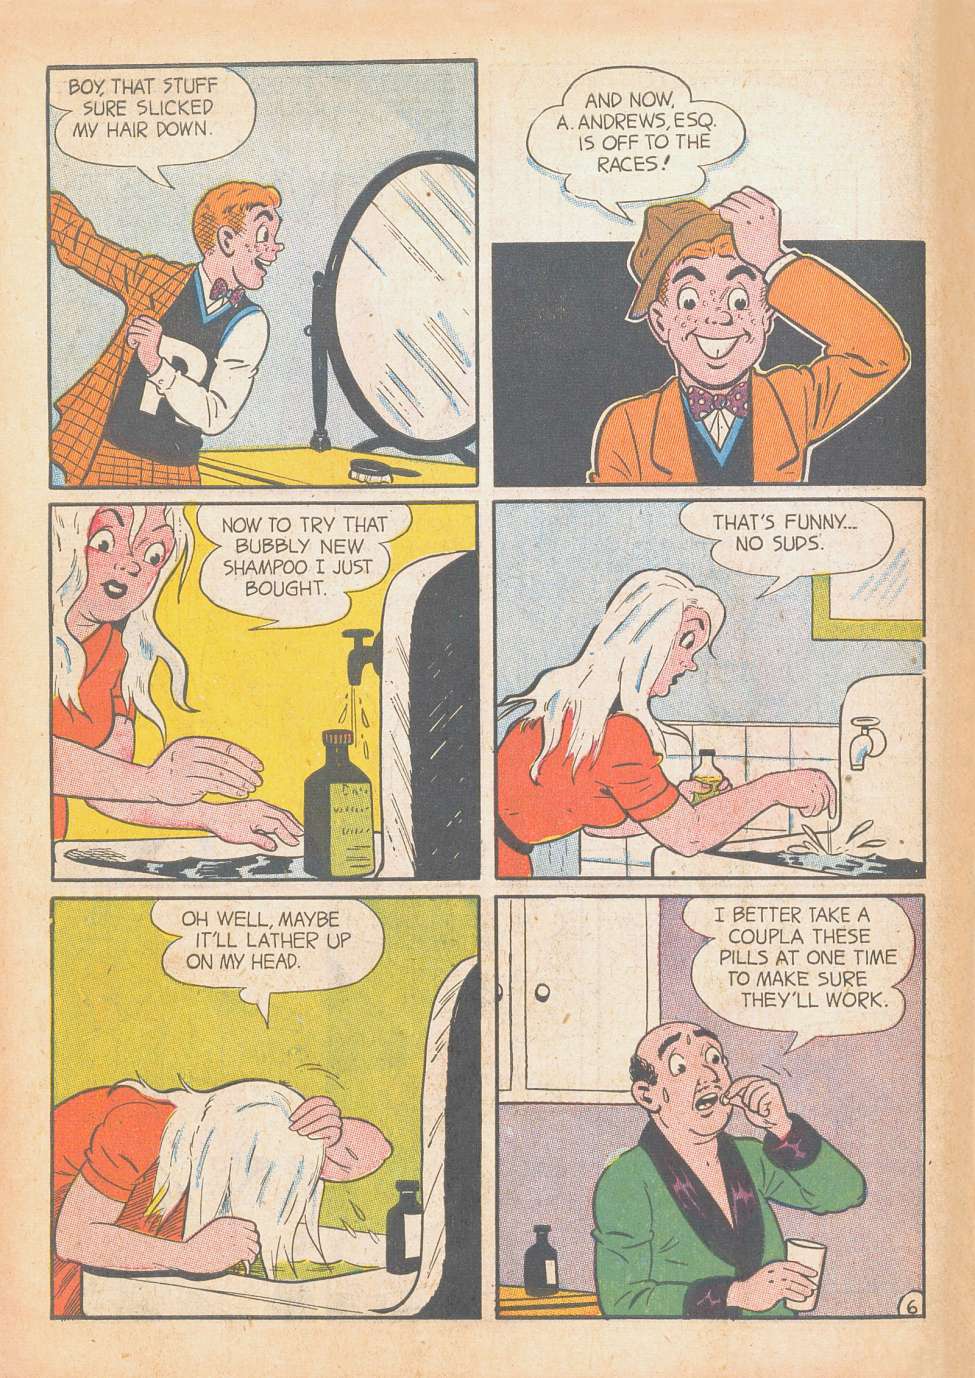 BOY, THAT STUFF
SURE SLICKED
MY HAIR DOWN.
R
AND NOW,
A. ANDREWS, ESQ.
IS OFF TO THE
RACES!
NOW TO TRY THAT
BUBBLY NEW
SHAMPOO I JUST
BOUGHT.
THAT'S FUNNY...
NO SUDS.
OH WELL, MAYBE
IT'LL LATHER UP
ON MY HEAD.
I BETTER TAKE A
COUPLA THESE
PILLS AT ONE TIME
TO MAKE SURE
THEY'LL WORK.
6